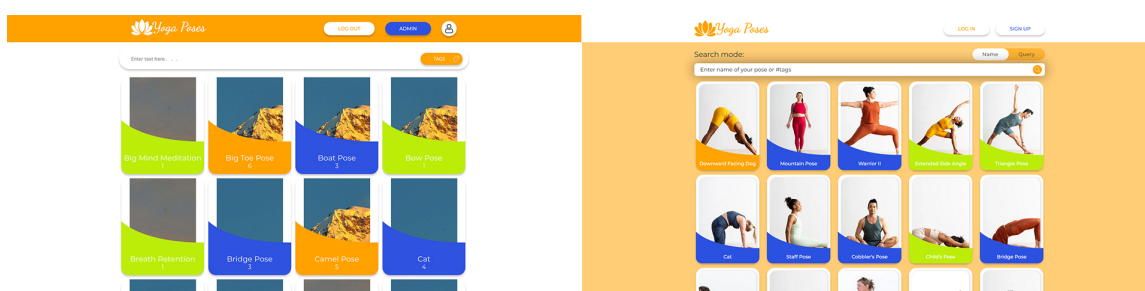 Yoga Poses
LOG OUT
ADMIN
Enter text here. . .
TAGS
Big Mind Meditation
1
Big Toe Pose
6
Boat Pose
3
Bow Pose
1
Breath Retention
1
Bridge Pose
3
Camel Pose
5
Cat
4
Yoga Poses
LOG IN
SIGN UP
Search mode:
Name
Query
Enter name of your pose or #tags
Downward Facing Dog
Mountain Pose
Warrior II
Extended Side Angle
Triangle Pose
Cat
Staff Pose
Cobbler's Pose
Child's Pose
Bridge Pose